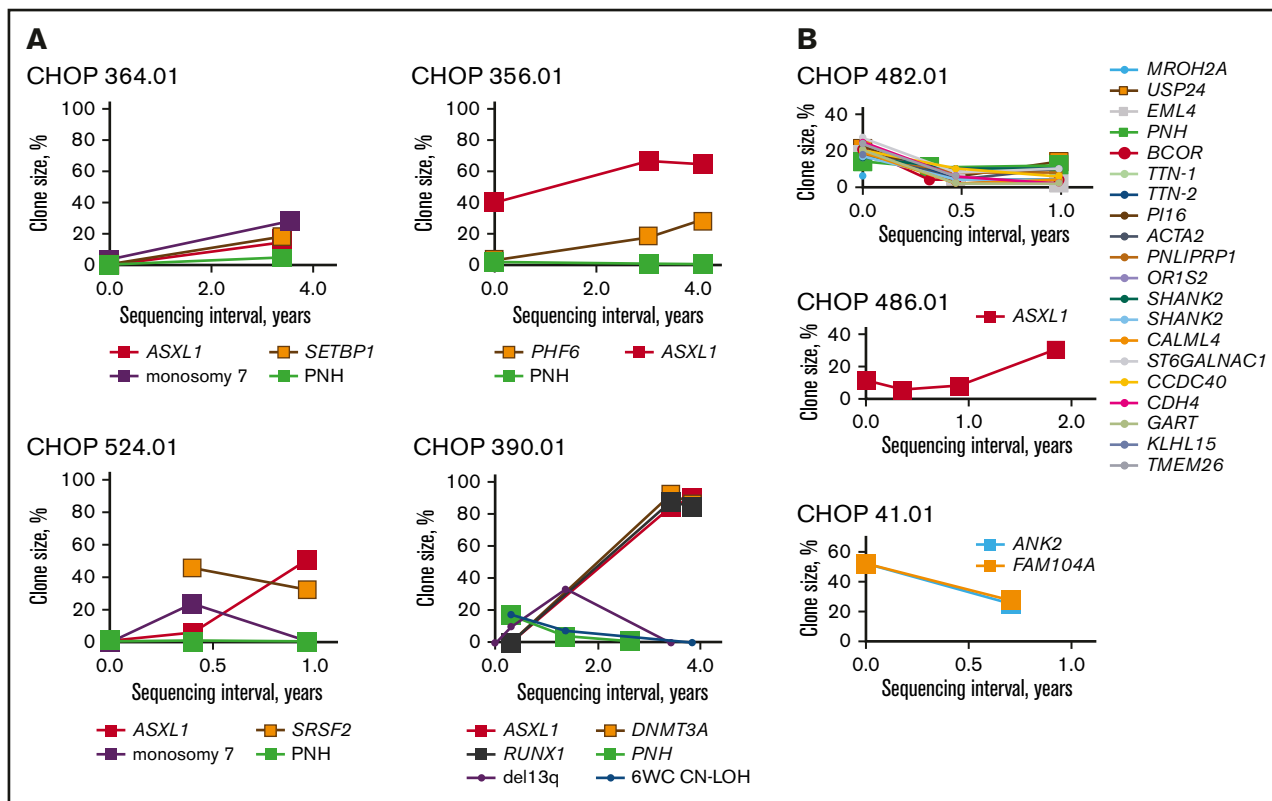 A
CHOP 364.01
Clone size, %
100
80
60
40
20
0
0.0 2.0 4.0
Sequencing interval, years
ASXL1 SETBP1
monosomy 7 PNH
CHOP 356.01
Clone size, %
100
80
60
40
20
0
0.0 1.0 2.0 3.0 4.0
Sequencing interval, years
PHF6 ASXL1
PNH
CHOP 524.01
Clone size, %
100
80
60
40
20
0
0.0 0.5 1.0
Sequencing interval, years
ASXL1 SRSF2
monosomy 7 PNH
CHOP 390.01
Clone size, %
100
80
60
40
20
0
0.0 2.0 4.0
Sequencing interval, years
ASXL1 DNMT3A
RUNX1 PNH
del13q 6WC CN-LOH
B
CHOP 482.01
Clone size, %
40
20
0
0.0 0.5 1.0
Sequencing interval, years
MROH2A
USP24
EML4
PNH
BCOR
TTN-1
TTN-2
PI16
ACTA2
PNLIPRP1
OR1S2
SHANK2
SHANK2
CALML4
ST6GALNAC1
CCDC40
CDH4
GART
KLHL15
TMEM26
CHOP 486.01
ASXL1
Clone size, %
40
20
0
0.0 1.0 2.0
Sequencing interval, years
CHOP 41.01
ANK2
FAM104A
Clone size, %
60
40
20
0
0.0 0.5 1.0
Sequencing interval, years